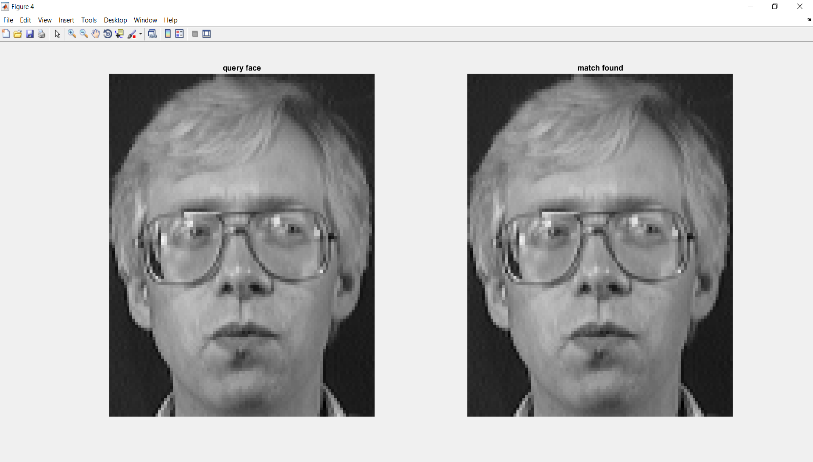 Figure 4
File Edit View Insert Tools Desktop Window Help
query face
match found